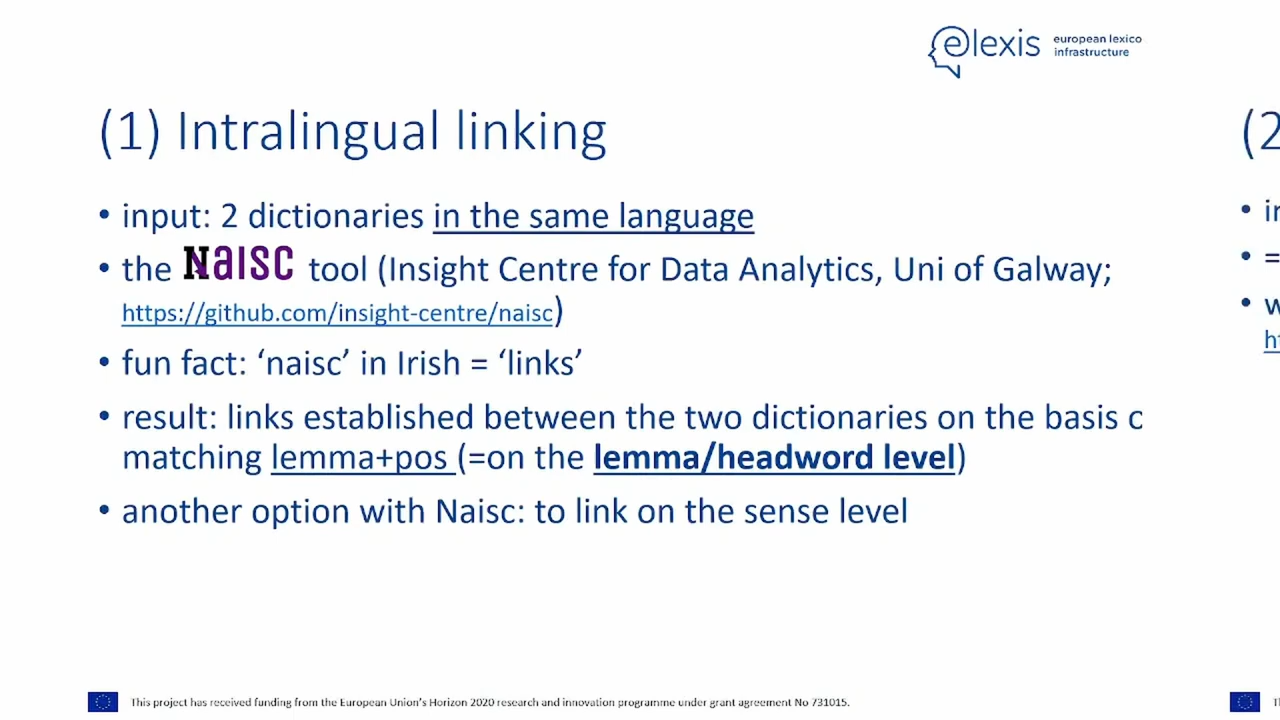 elexis european lexico
infrastructure
(1) Intralingual linking
• input: 2 dictionaries in the same language
• the Naisc tool (Insight Centre for Data Analytics, Uni of Galway;
https://github.com/insight-centre/naisc)
• fun fact: ‘naisc’ in Irish = ‘links’
• result: links established between the two dictionaries on the basis
matching lemma+pos (=on the lemma/headword level)
• another option with Naisc: to link on the sense level
This project has received funding from the European Union’s Horizon 2020 research and innovation programme under grant agreement No 731015.
(2
• =